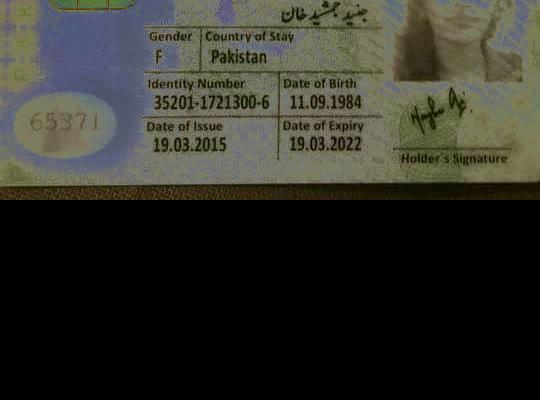 جنید جمشید خان
Gender Country of Stay
F Pakistan
Identity Number Date of Birth
35201-1721300-6 11.09.1984
65371
Date of Issue Date of Expiry
19.03.2015 19.03.2022
Holder's Signature